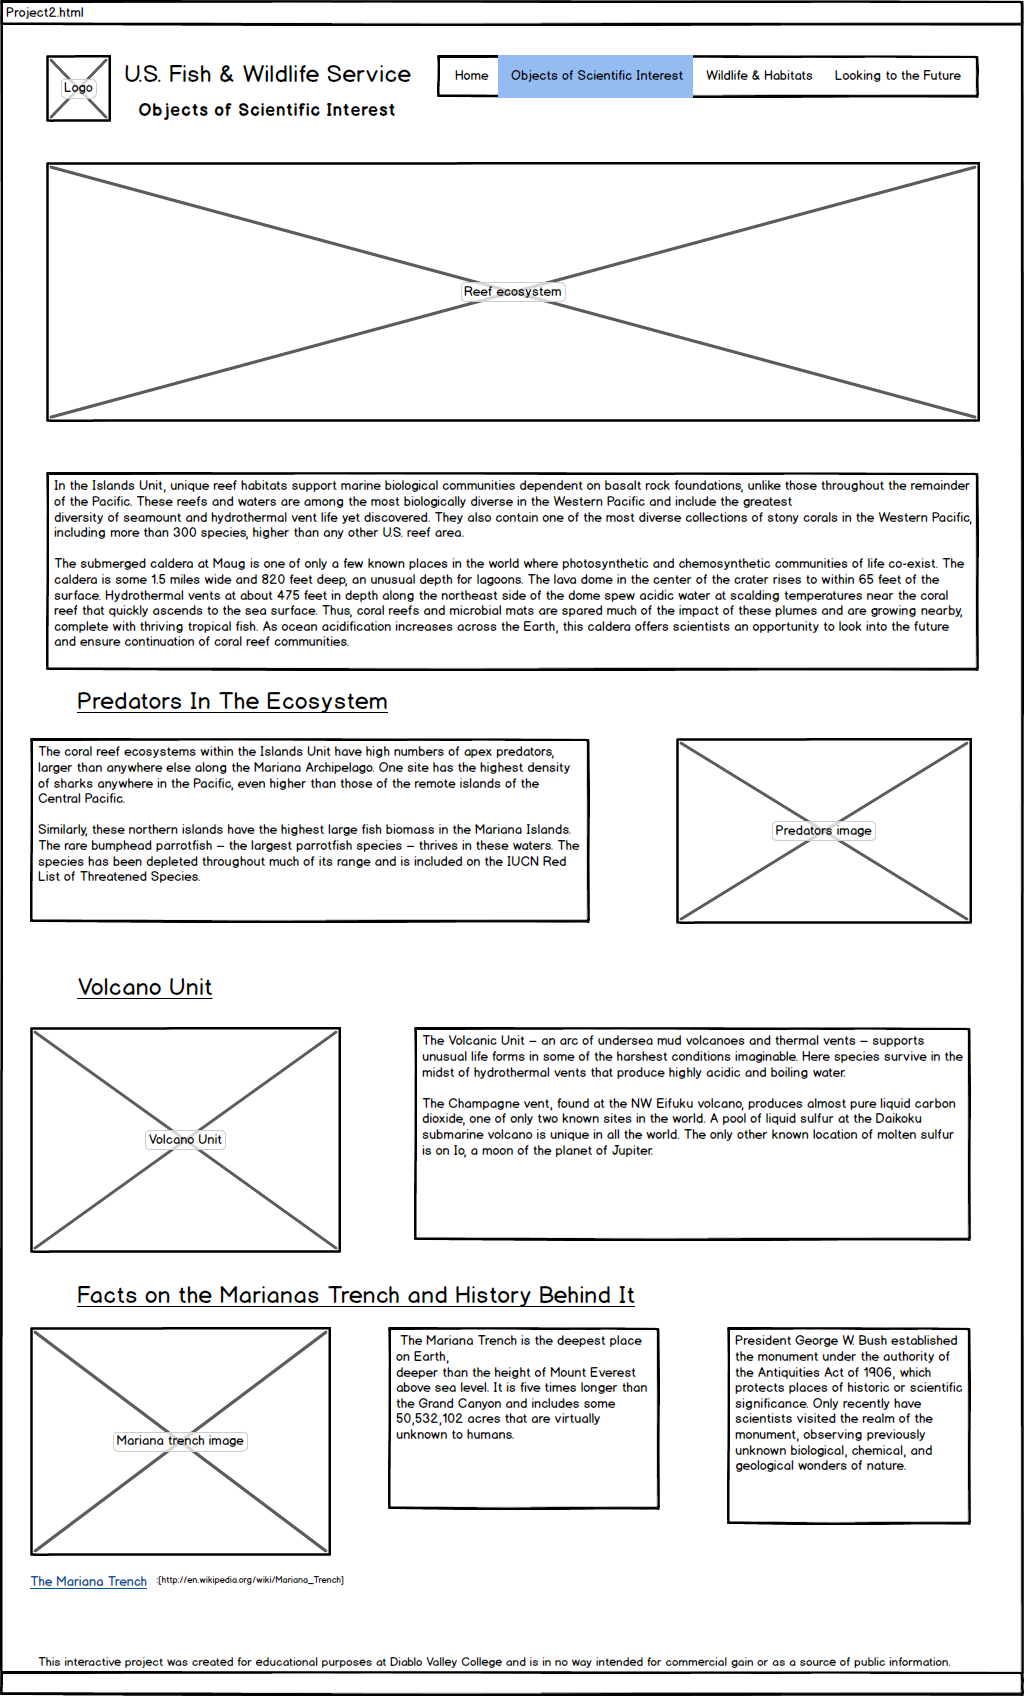 Project2.html
Logo
U.S. Fish & Wildlife Service
Objects of Scientific Interest
Home
Objects of Scientific Interest
Wildlife & Habitats
Looking to the Future
Reef ecosystem
In the Islands Unit, unique reef habitats support marine biological communities dependent on basalt rock foundations, unlike those throughout the remainder
of the Pacific. These reefs and waters are among the most biologically diverse in the Western Pacific and include the greatest
diversity of seamount and hydrothermal vent life yet discovered. They also contain one of the most diverse collections of stony corals in the Western Pacific,
including more than 300 species, higher than any other U.S. reef area.
The submerged caldera at Maug is one of only a few known places in the world where photosynthetic and chemosynthetic communities of life co-exist. The
caldera is some 1.5 miles wide and 820 feet deep, an unusual depth for lagoons. The lava dome in the center of the crater rises to within 65 feet of the
surface. Hydrothermal vents at about 475 feet in depth along the northeast side of the dome spew acidic water at scalding temperatures near the coral
reef that quickly ascends to the sea surface. Thus, coral reefs and microbial mats are spared much of the impact of these plumes and are growing nearby,
complete with thriving tropical fish. As ocean acidification increases across the Earth, this caldera offers scientists an opportunity to look into the future
and ensure continuation of coral reef communities.
Predators In The Ecosystem
The coral reef ecosystems within the Islands Unit have high numbers of apex predators,
larger than anywhere else along the Mariana Archipelago. One site has the highest density
of sharks anywhere in the Pacific, even higher than those of the remote islands of the
Central Pacific.
Similarly, these northern islands have the highest large fish biomass in the Mariana Islands.
The rare bumphead parrotfish – the largest parrotfish species – thrives in these waters. The
species has been depleted throughout much of its range and is included on the IUCN Red
List of Threatened Species.
Predators image
Volcano Unit
Volcano Unit
The Volcanic Unit – an arc of undersea mud volcanoes and thermal vents – supports
unusual life forms in some of the harshest conditions imaginable. Here species survive in the
midst of hydrothermal vents that produce highly acidic and boiling water.
The Champagne vent, found at the NW Eifuku volcano, produces almost pure liquid carbon
dioxide, one of only two known sites in the world. A pool of liquid sulfur at the Daikoku
submarine volcano is unique in all the world. The only other known location of molten sulfur
is on Io, a moon of the planet of Jupiter.
Facts on the Marianas Trench and History Behind It
Mariana trench image
The Mariana Trench is the deepest place
on Earth,
deeper than the height of Mount Everest
above sea level. It is five times longer than
the Grand Canyon and includes some
50,532,102 acres that are virtually
unknown to humans.
President George W. Bush established
the monument under the authority of
the Antiquities Act of 1906, which
protects places of historic or scientific
significance. Only recently have
scientists visited the realm of the
monument, observing previously
unknown biological, chemical, and
geological wonders of nature.
The Mariana Trench :[http://en.wikipedia.org/wiki/Mariana_Trench]
This interactive project was created for educational purposes at Diablo Valley College and is in no way intended for commercial gain or as a source of public information.